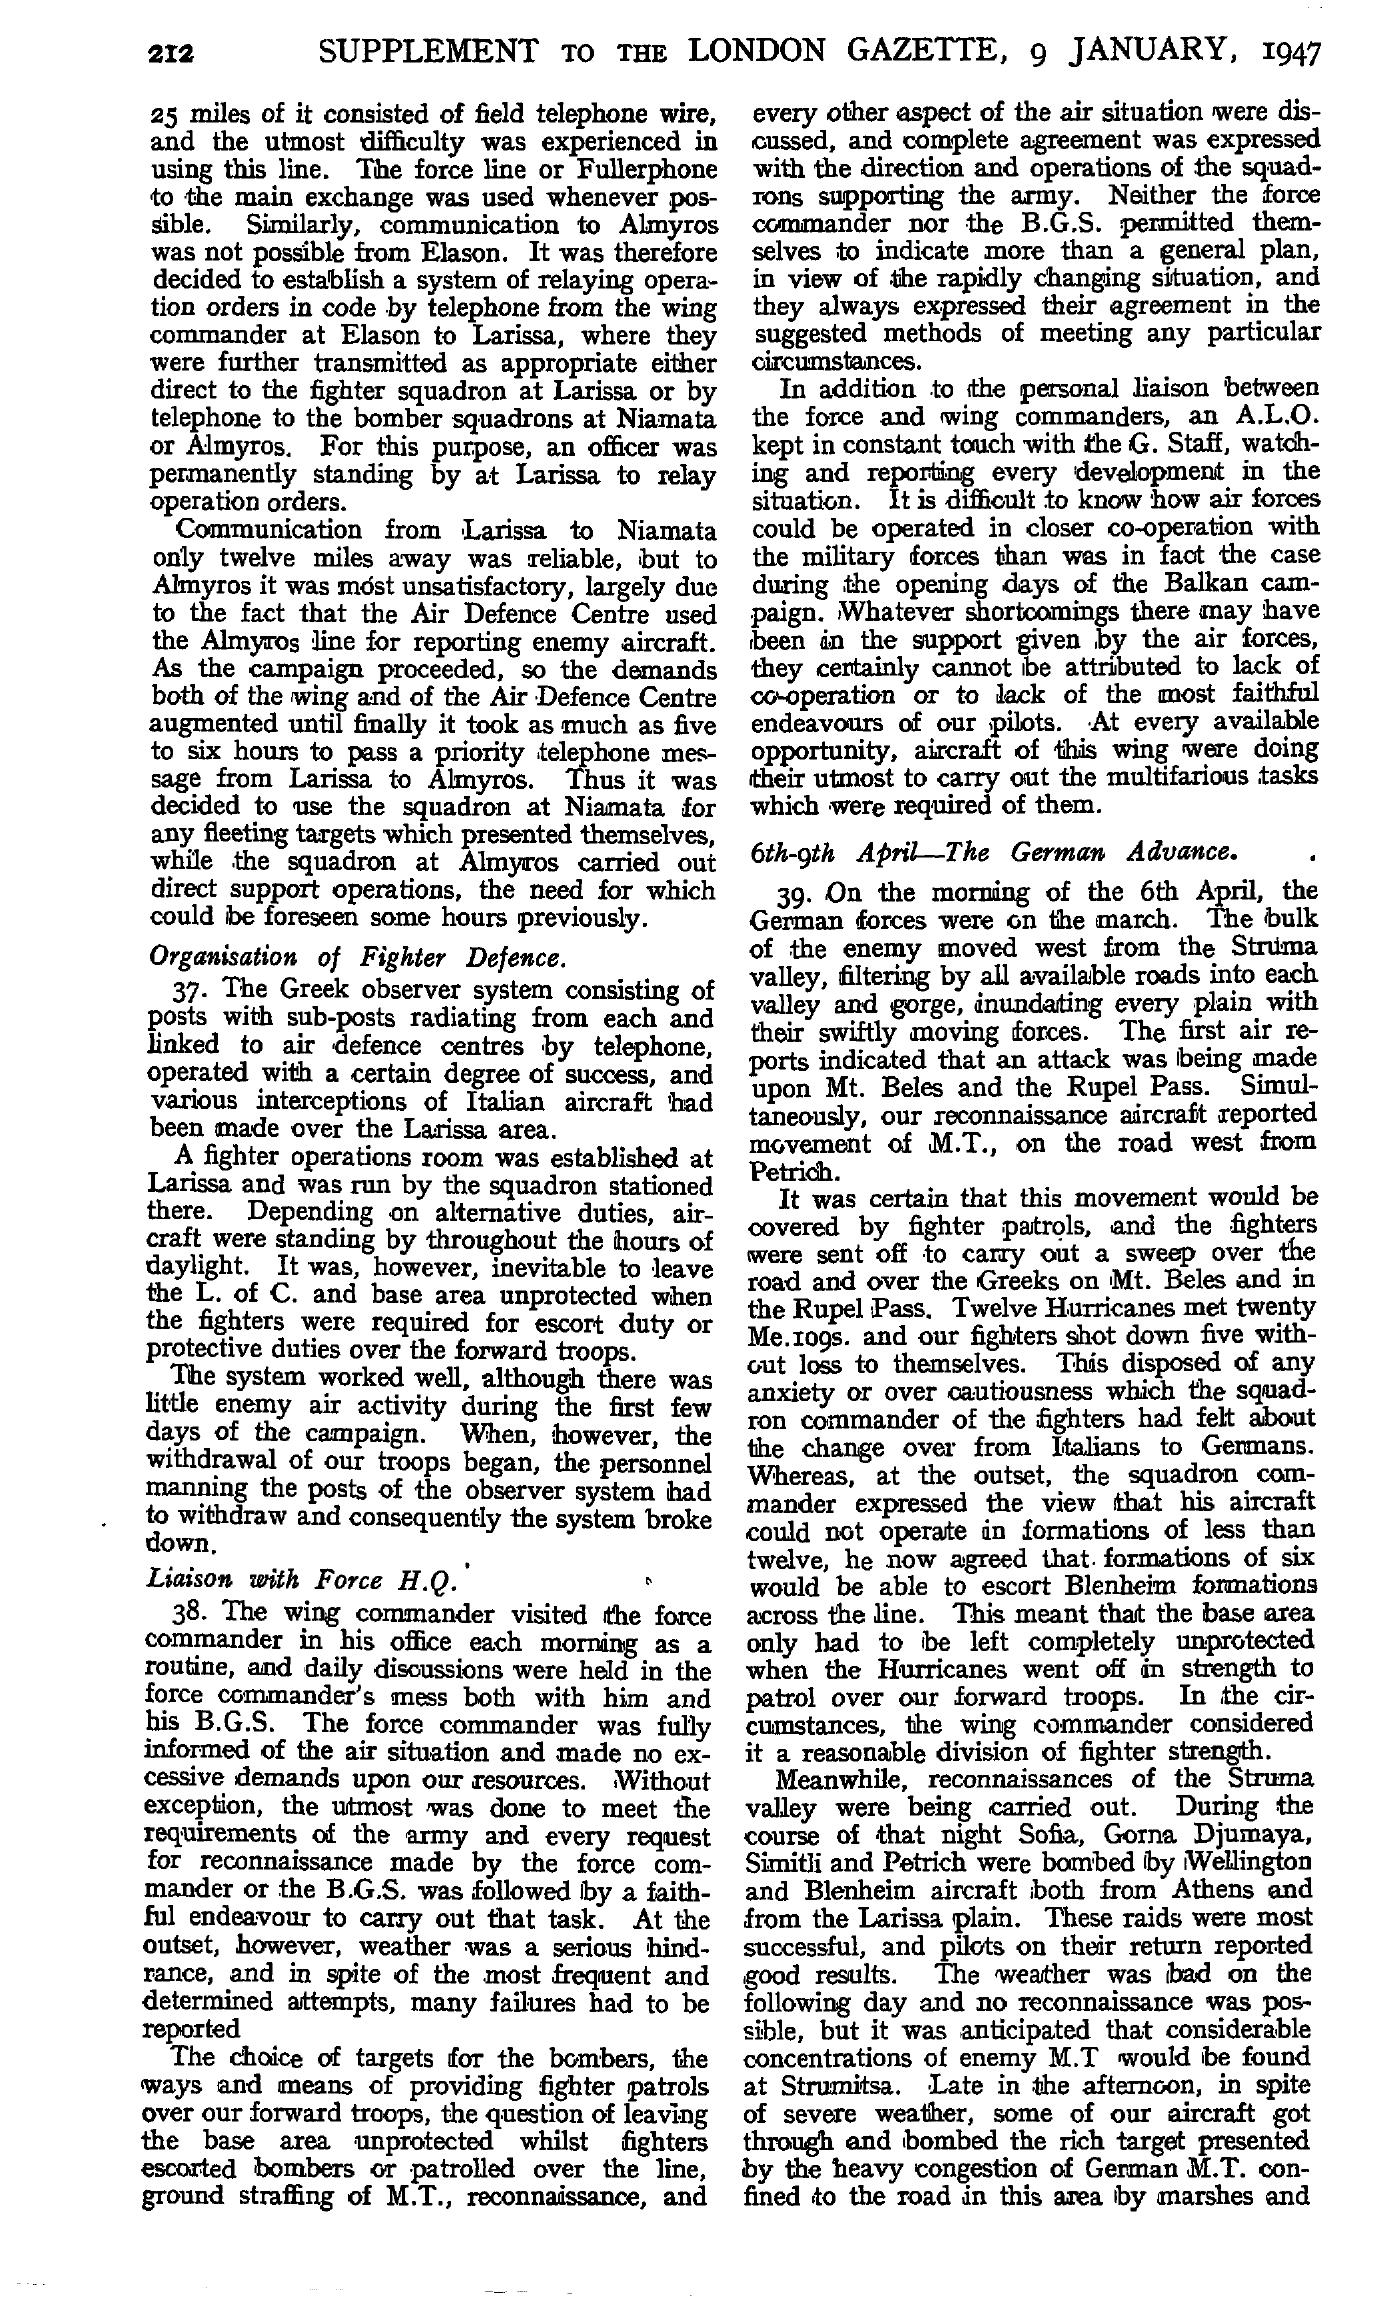 212 SUPPLEMENT TO THE LONDON GAZETTE, 9 JANUARY, 1947
25 miles of it consisted of field telephone wire,
and the utmost difficulty was experienced in
using this line. The force line or Fullerphone
to the main exchange was used whenever pos-
sible. Similarly, communication to Almyros
was not possible from Elason. It was therefore
decided to establish a system of relaying opera-
tion orders in code by telephone from the wing
commander at Elason to Larissa, where they
were further transmitted as appropriate either
direct to the fighter squadron at Larissa or by
telephone to the bomber squadrons at Niamata
or Almyros. For this purpose, an officer was
permanently standing by at Larissa to relay
operation orders.
Communication from Larissa to Niamata
only twelve miles away was reliable, but to
Almyros it was most unsatisfactory, largely due
to the fact that the Air Defence Centre used
the Almyros line for reporting enemy aircraft.
As the campaign proceeded, so the demands
both of the wing and of the Air Defence Centre
augmented until finally it took as much as five
to six hours to pass a priority telephone mes-
sage from Larissa to Almyros. Thus it was
decided to use the squadron at Niamata for
any fleeting targets which presented themselves,
while the squadron at Almyros carried out
direct support operations, the need for which
could be foreseen some hours previously.
Organisation of Fighter Defence.
37. The Greek observer system consisting of
posts with sub-posts radiating from each and
linked to air defence centres by telephone,
operated with a certain degree of success, and
various interceptions of Italian aircraft had
been made over the Larissa area.
A fighter operations room was established at
Larissa and was run by the squadron stationed
there. Depending on alternative duties, air-
craft were standing by throughout the hours of
daylight. It was, however, inevitable to leave
the L. of C. and base area unprotected when
the fighters were required for escort duty or
protective duties over the forward troops.
The system worked well, although there was
little enemy air activity during the first few
days of the campaign. When, however, the
withdrawal of our troops began, the personnel
manning the posts of the observer system had
to withdraw and consequently the system broke
down.
Liaison with Force H.Q.
38. The wing commander visited the force
commander in his office each morning as a
routine, and daily discussions were held in the
force commander's mess both with him and
his B.G.S. The force commander was fully
informed of the air situation and made no ex-
cessive demands upon our resources. Without
exception, the utmost was done to meet the
requirements of the army and every request
for reconnaissance made by the force com-
mander or the B.G.S. was followed by a faith-
ful endeavour to carry out that task. At the
outset, however, weather was a serious hind-
rance, and in spite of the most frequent and
determined attempts, many failures had to be
reported
The choice of targets for the bombers, the
ways and means of providing fighter patrols
over our forward troops, the question of leaving
the base area unprotected whilst fighters
escorted bombers or patrolled over the line,
ground straffing of M.T., reconnaissance, and
every other aspect of the air situation were dis-
cussed, and complete agreement was expressed
with the direction and operations of the squad-
rons supporting the army. Neither the force
commander nor the B.G.S. permitted them-
selves to indicate more than a general plan,
in view of the rapidly changing situation, and
they always expressed their agreement in the
suggested methods of meeting any particular
circumstances.
In addition to the personal liaison between
the force and wing commanders, an A.L.O.
kept in constant touch with the G. Staff, watch-
ing and reporting every development in the
situation. It is difficult to know how air forces
could be operated in closer co-operation with
the military forces than was in fact the case
during the opening days of the Balkan cam-
paign. Whatever shortcomings there may have
been in the support given by the air forces,
they certainly cannot be attributed to lack of
co-operation or to lack of the most faithful
endeavours of our pilots. At every available
opportunity, aircraft of this wing were doing
their utmost to carry out the multifarious tasks
which were required of them.
6th-9th April—The German Advance.
39. On the morning of the 6th April, the
German forces were on the march. The bulk
of the enemy moved west from the Struma
valley, filtering by all available roads into each
valley and gorge, inundating every plain with
their swiftly moving forces. The first air re-
ports indicated that an attack was being made
upon Mt. Beles and the Rupel Pass. Simul-
taneously, our reconnaissance aircraft reported
movement of M.T., on the road west from
Petrich.
It was certain that this movement would be
covered by fighter patrols, and the fighters
were sent off to carry out a sweep over the
road and over the Greeks on Mt. Beles and in
the Rupel Pass. Twelve Hurricanes met twenty
Me.109s. and our fighters shot down five with-
out loss to themselves. This disposed of any
anxiety or over cautiousness which the squad-
ron commander of the fighters had felt about
the change over from Italians to Germans.
Whereas, at the outset, the squadron com-
mander expressed the view that his aircraft
could not operate in formations of less than
twelve, he now agreed that formations of six
would be able to escort Blenheim formations
across the line. This meant that the base area
only had to be left completely unprotected
when the Hurricanes went off in strength to
patrol over our forward troops. In the cir-
cumstances, the wing commander considered
it a reasonable division of fighter strength.
Meanwhile, reconnaissances of the Struma
valley were being carried out. During the
course of that night Sofia, Gorna Djumaya,
Simitli and Petrich were bombed by Wellington
and Blenheim aircraft both from Athens and
from the Larissa plain. These raids were most
successful, and pilots on their return reported
good results. The weather was bad on the
following day and no reconnaissance was pos-
sible, but it was anticipated that considerable
concentrations of enemy M.T would be found
at Strumitsa. Late in the afternoon, in spite
of severe weather, some of our aircraft got
through and bombed the rich target presented
by the heavy congestion of German M.T. con-
fined to the road in this area by marshes and